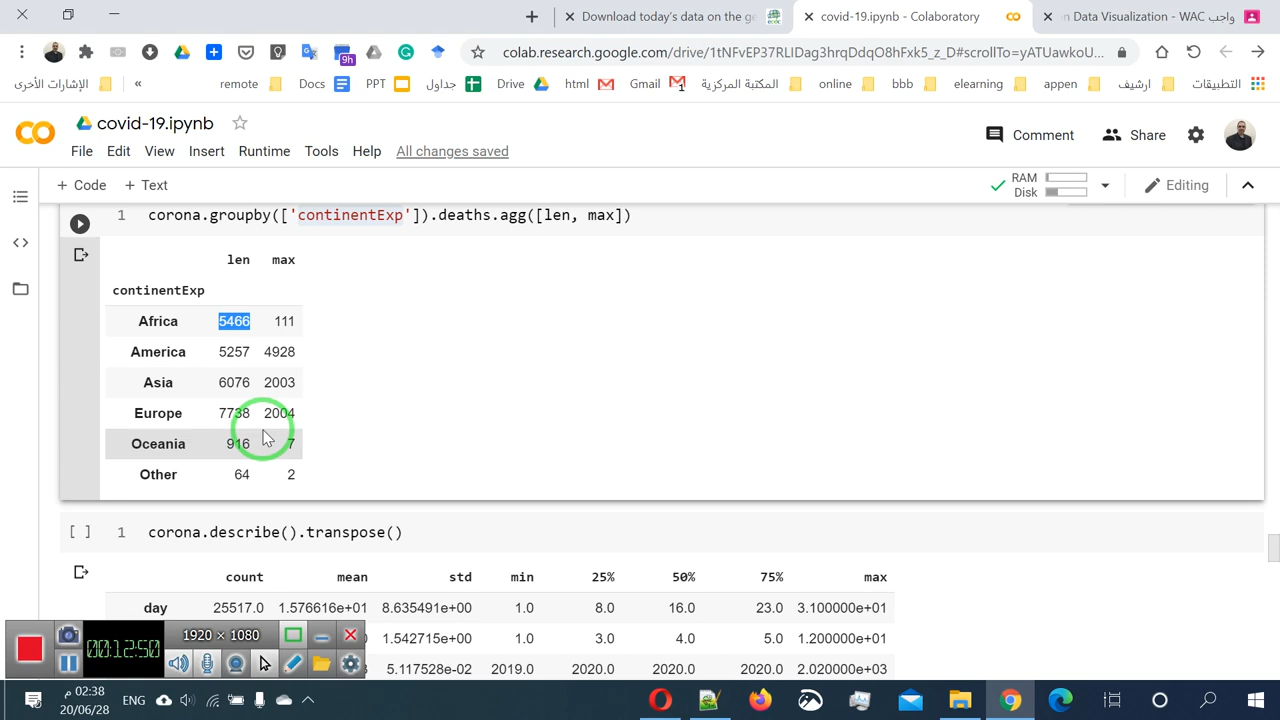 Download today's data on the ge
covid-19.ipynb - Colaboratory
n Data Visualization - WAC واجب
9h
colab.research.google.com/drive/1tNFvEP37RLIDag3hrqDdqO8hFxk5_z_D#scrollTo=yATUawkoU...
الإشارات الأخرى
«
remote
Docs
PPT
جداول
Drive
html
Gmail
1
المكتبة المركزية
online
bbb
elearning
appen
ارشيف
التطبيقات
covid-19.ipynb
Comment
Share
File Edit View Insert Runtime Tools Help All changes saved
+ Code + Text
RAM
Disk
Editing
1 corona.groupby(['continentExp']).deaths.agg([len, max])
len max
continentExp
Africa 5466 111
America 5257 4928
Asia 6076 2003
Europe 7738 2004
Oceania 916 7
Other 64 2
[ ] 1 corona.describe().transpose()
count mean std min 25% 50% 75% max
day 25517.0 1.576616e+01 8.635491e+00 1.0 8.0 16.0 23.0 3.100000e+01
1.542715e+00 1.0 3.0 4.0 5.0 1.200000e+01
5.117528e-02 2019.0 2020.0 2020.0 2020.0 2.020000e+03
1920 × 1080
00:12:50
02:38 م
20/06/28
ENG